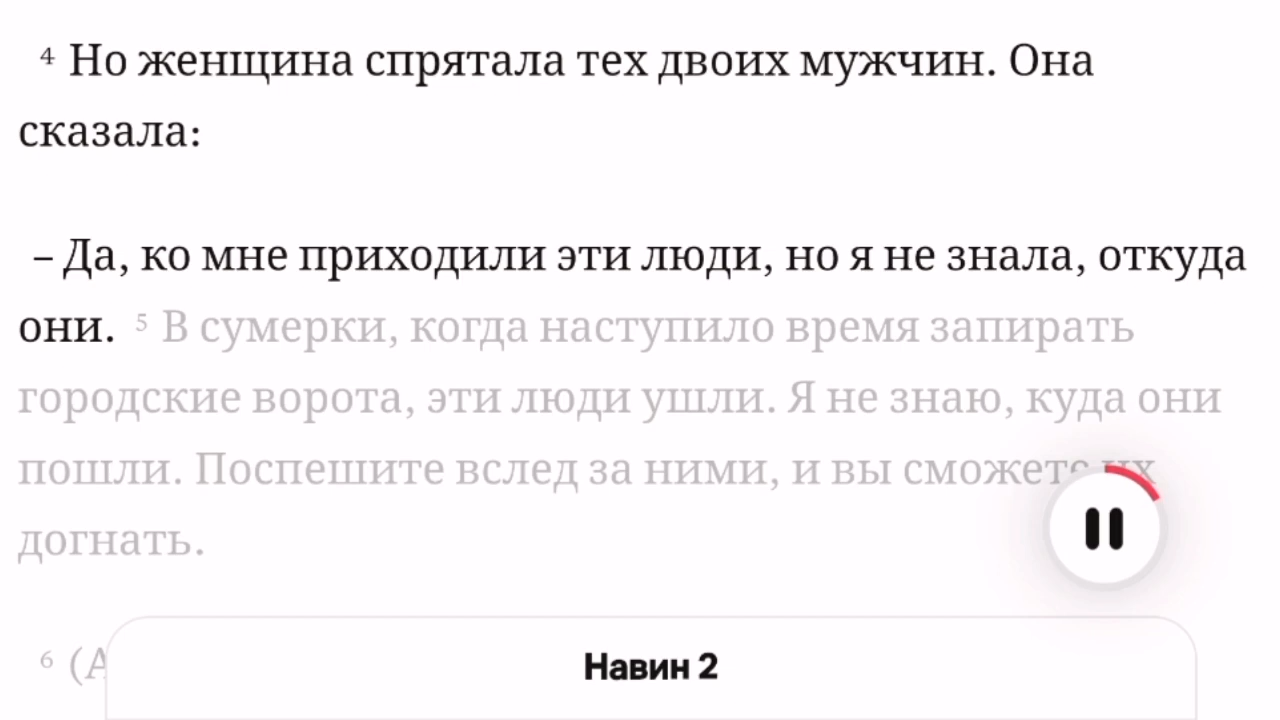 4 Но женщина спрятала тех двоих мужчин. Она
сказала:
– Да, ко мне приходили эти люди, но я не знала, откуда
они. 5 В сумерки, когда наступило время запирать
городские ворота, эти люди ушли. Я не знаю, куда они
пошли. Поспешите вслед за ними, и вы сможете их
догнать.
6 (А
Навин 2